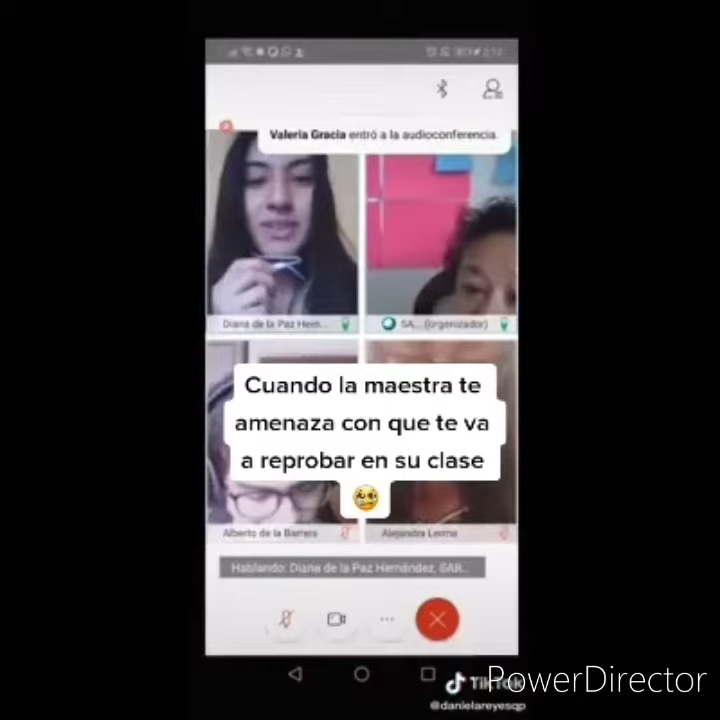 Valeria Gracia entró a la audioconferencia.
Diana de la Paz Hern...
SA... (organizador)
Cuando la maestra te
amenaza con que te va
a reprobar en su clase
Alberto de la Barrera
Alejandra Lerma
Hablando: Diana de la Paz Hernández, SAR...
TikTok
PowerDirector
@danielareyesqp